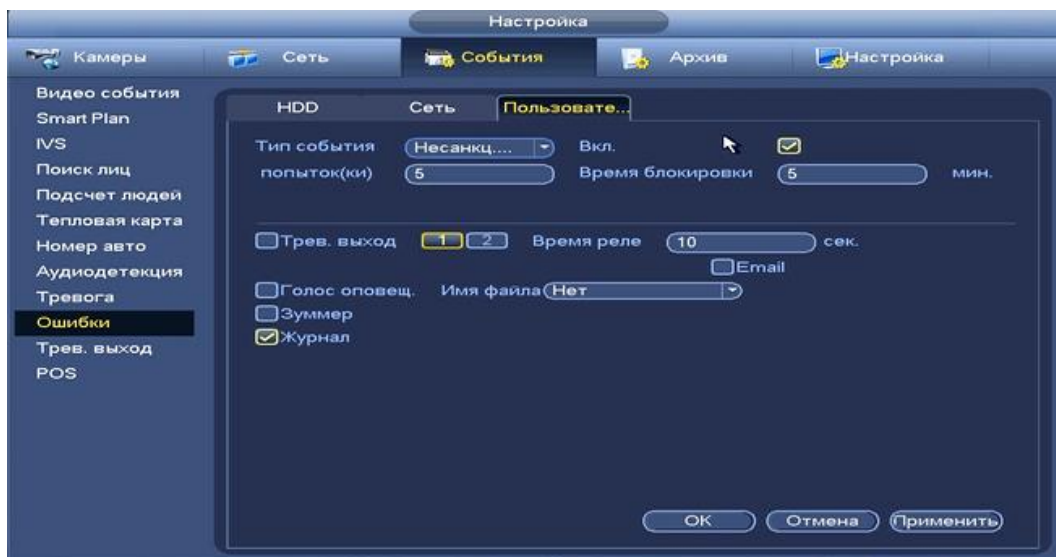 Настройка
Камеры Сеть События Архив Настройка
Видео события
Smart Plan
IVS
Поиск лиц
Подсчет людей
Тепловая карта
Номер авто
Аудиодетекция
Тревога
Ошибки
Трев. выход
POS
HDD Сеть Пользовате...
Тип события Несанкц.... Вкл.
попыток(ки) 5 Время блокировки 5 мин.
Трев. выход 1 2 Время реле 10 сек.
Email
Голос оповещ. Имя файла Нет
Зуммер
Журнал
OK Отмена Применить